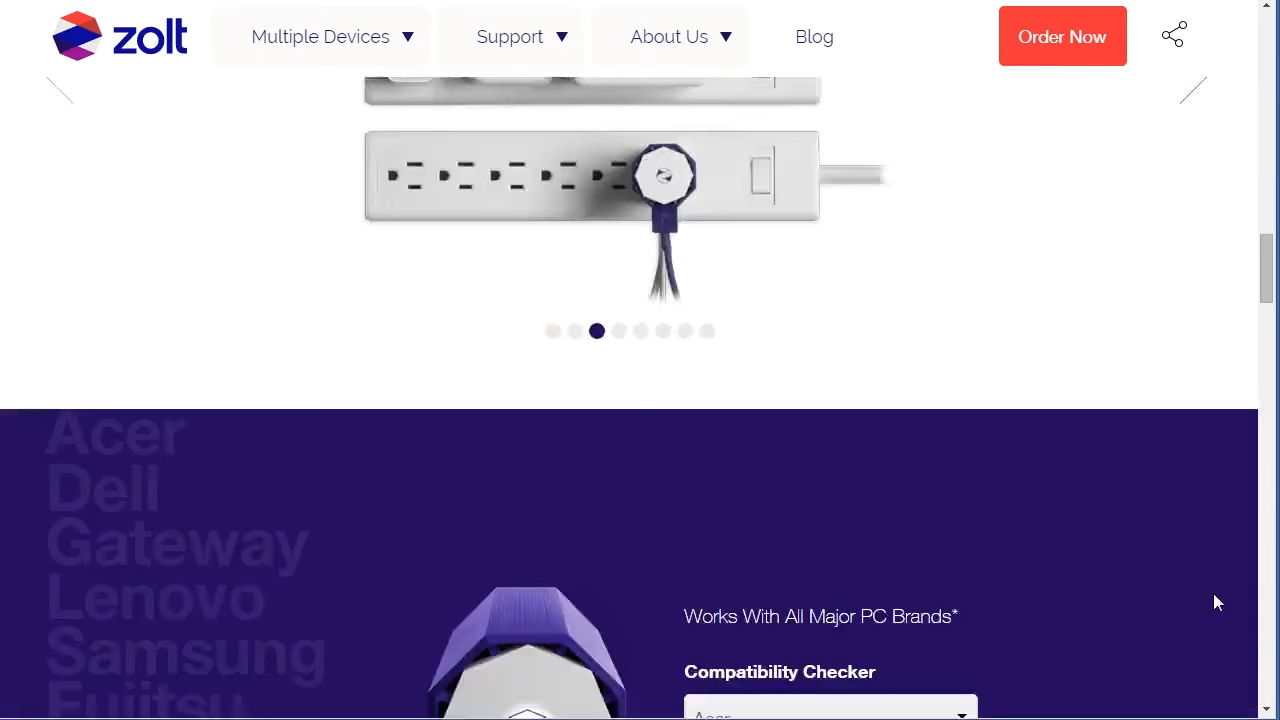 zolt
Multiple Devices
Support
About Us
Blog
Order Now
Acer
Dell
Gateway
Lenovo
Samsung
Fujitsu
Works With All Major PC Brands*
Compatibility Checker
Acer